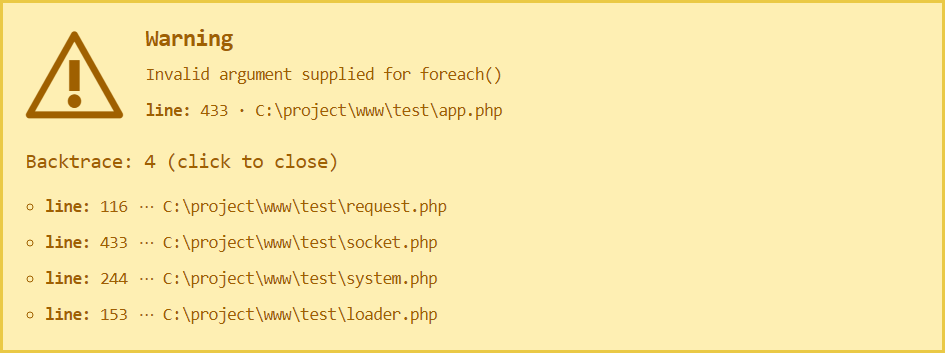 Warning
Invalid argument supplied for foreach()
line: 433 · C:\project\www\test\app.php
Backtrace: 4 (click to close)
line: 116 ··· C:\project\www\test\request.php
line: 433 ··· C:\project\www\test\socket.php
line: 244 ··· C:\project\www\test\system.php
line: 153 ··· C:\project\www\test\loader.php